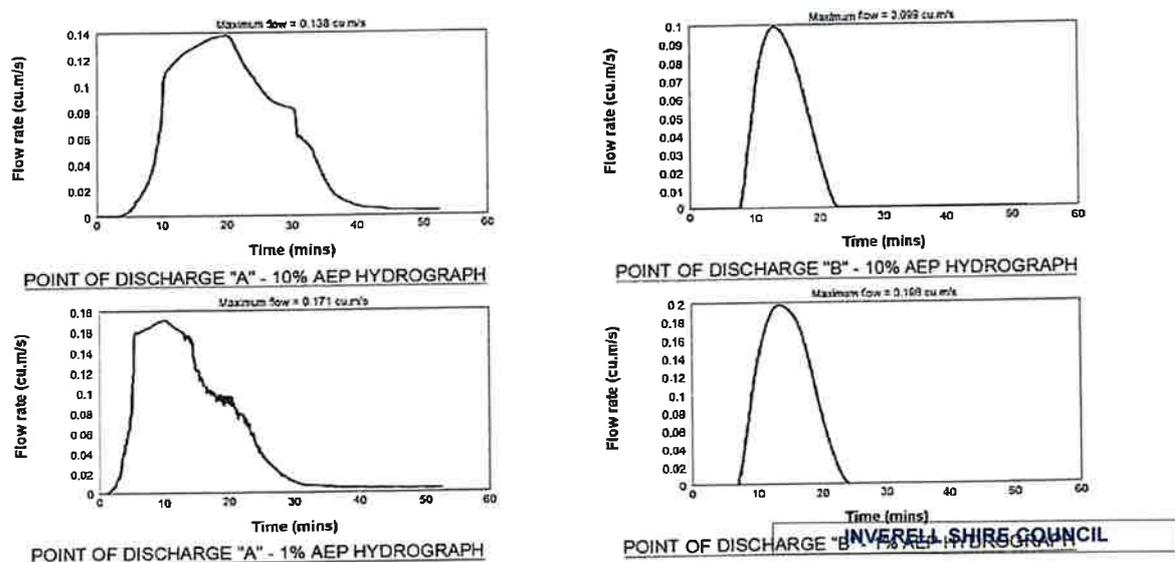 Maximum flow = 0.138 cu.m/s
Flow rate (cu.m/s)
0.14
0.12
0.1
0.08
0.06
0.04
0.02
0
0 10 20 30 40 50 60
Time (mins)
POINT OF DISCHARGE "A" - 10% AEP HYDROGRAPH
Maximum flow = 0.099 cu.m/s
Flow rate (cu.m/s)
0.1
0.09
0.08
0.07
0.06
0.05
0.04
0.03
0.02
0.01
0
0 10 20 30 40 50 60
Time (mins)
POINT OF DISCHARGE "B" - 10% AEP HYDROGRAPH
Maximum flow = 0.171 cu.m/s
Flow rate (cu.m/s)
0.18
0.16
0.14
0.12
0.1
0.08
0.06
0.04
0.02
0
0 10 20 30 40 50 60
Time (mins)
POINT OF DISCHARGE "A" - 1% AEP HYDROGRAPH
Maximum flow = 0.198 cu.m/s
Flow rate (cu.m/s)
0.2
0.18
0.16
0.14
0.12
0.1
0.08
0.06
0.04
0.02
0
0 10 20 30 40 50 60
Time (mins)
POINT OF DISCHARGE "B" - 1% AEP HYDROGRAPH
INVERELL SHIRE COUNCIL